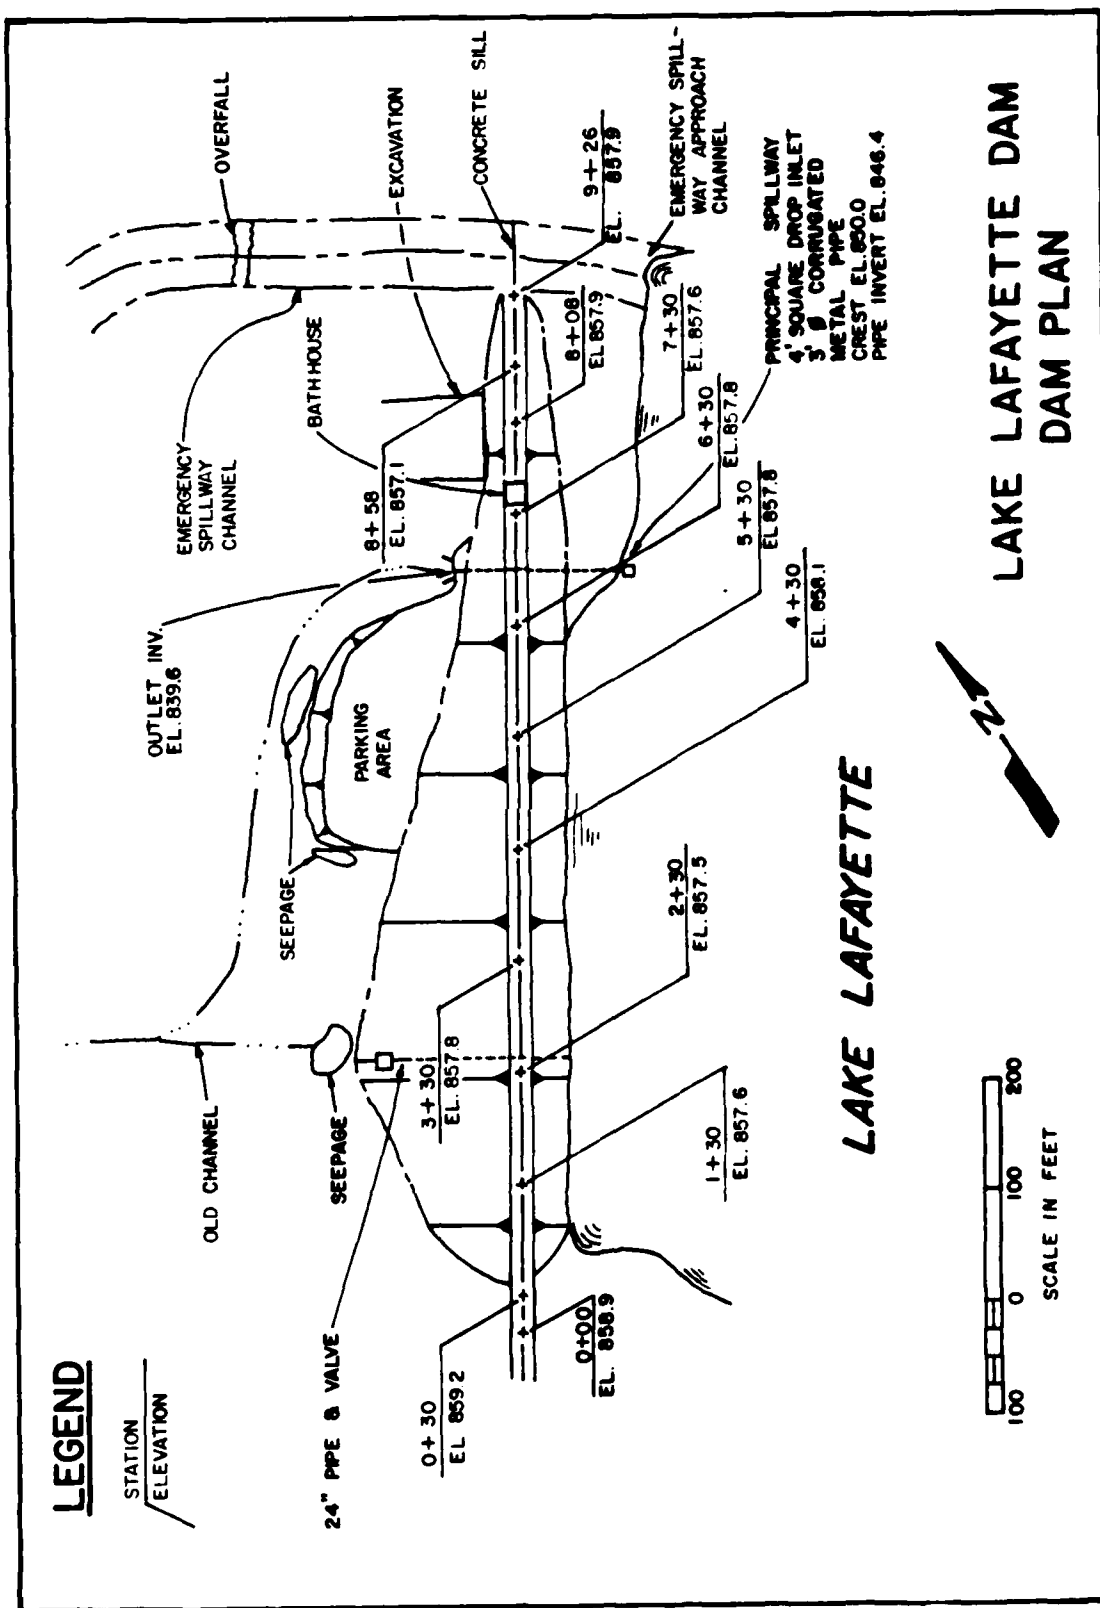 LEGEND
STATION
ELEVATION
24" PIPE & VALVE
0+30
EL 859.2
0+00
EL. 858.9
OLD CHANNEL
SEEPAGE
3+30
EL. 857.8
1+30
EL. 857.6
SEEPAGE
2+30
EL. 857.5
OUTLET INV.
EL. 839.6
PARKING
AREA
4+30
EL. 858.1
5+30
EL 857.8
6+30
EL. 857.8
EMERGENCY
SPILLWAY
CHANNEL
BATHHOUSE
8+58
EL. 857.1
8+08
EL 857.9
7+30
EL. 857.6
OVERFALL
EXCAVATION
CONCRETE SILL
9+26
EL. 857.9
EMERGENCY SPILL-
WAY APPROACH
CHANNEL
PRINCIPAL SPILLWAY
4' SQUARE DROP INLET
3' Ø CORRUGATED
METAL PIPE
CREST EL. 850.0
PIPE INVERT EL. 846.4
LAKE LAFAYETTE
N
100 0 100 200
SCALE IN FEET
LAKE LAFAYETTE DAM
DAM PLAN